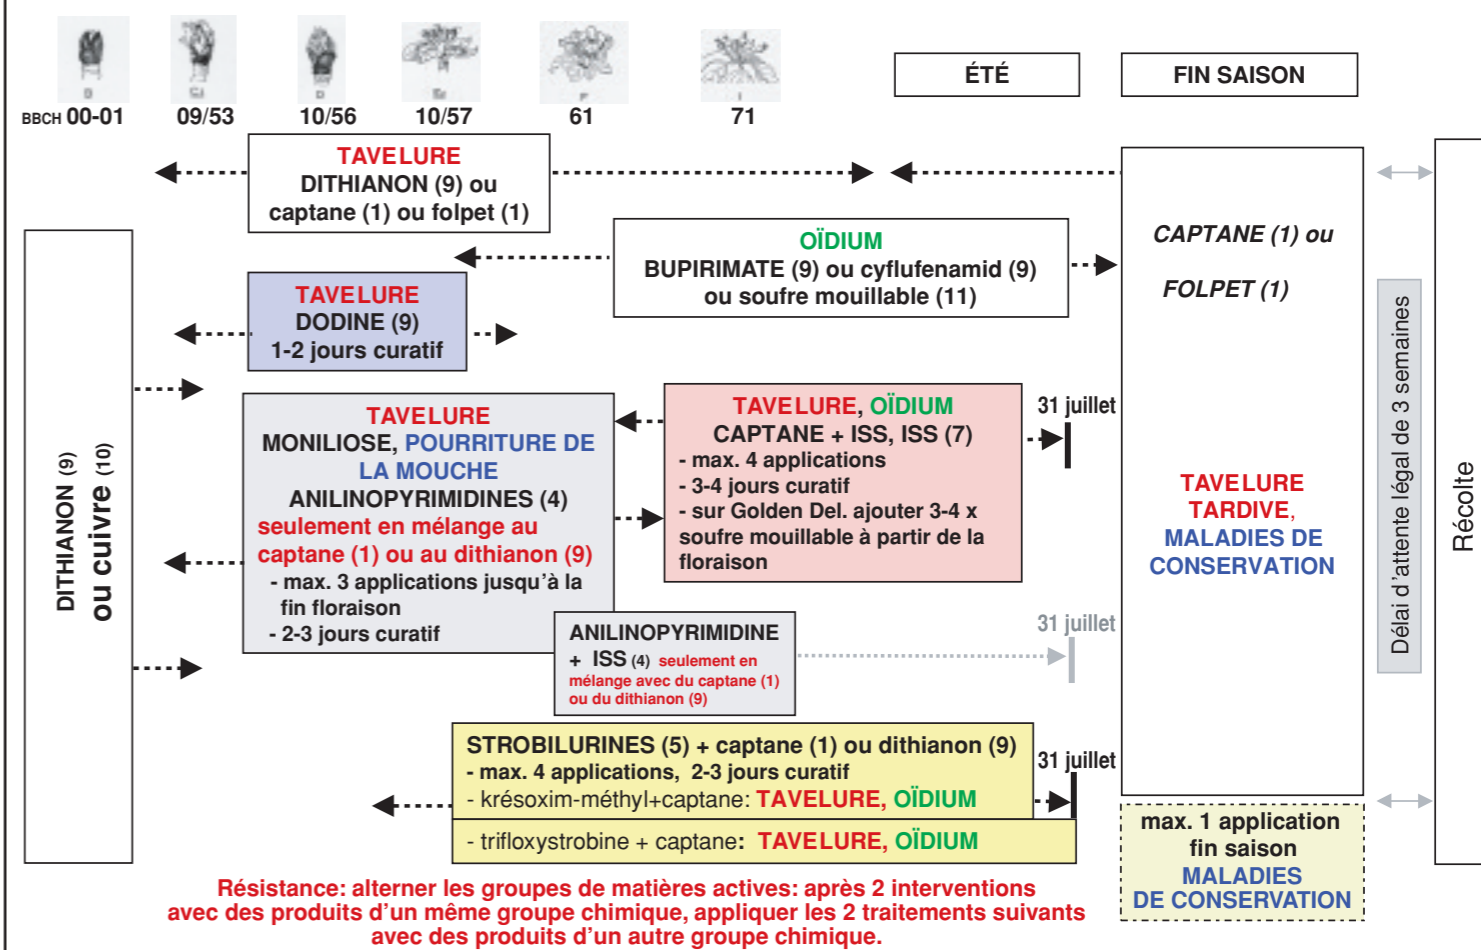 ÉTÉ
FIN SAISON
BBCH 00-01
09/53
10/56
10/57
61
71
TAVELURE
DITHIANON (9) ou
captane (1) ou folpet (1)
OÏDIUM
BUPIRIMATE (9) ou cyflufenamid (9)
ou soufre mouillable (11)
TAVELURE
DODINE (9)
1-2 jours curatif
DITHIANON (9)
ou cuivre (10)
TAVELURE
MONILIOSE, POURRITURE DE
LA MOUCHE
ANILINOPYRIMIDINES (4)
seulement en mélange au
captane (1) ou au dithianon (9)
- max. 3 applications jusqu'à la
fin floraison
- 2-3 jours curatif
TAVELURE, OÏDIUM
CAPTANE + ISS, ISS (7)
- max. 4 applications
- 3-4 jours curatif
- sur Golden Del. ajouter 3-4 x
soufre mouillable à partir de la
floraison
31 juillet
ANILINOPYRIMIDINE
+ ISS (4) seulement en
mélange avec du captane (1)
ou du dithianon (9)
31 juillet
STROBILURINES (5) + captane (1) ou dithianon (9)
- max. 4 applications, 2-3 jours curatif
- krésoxim-méthyl+captane: TAVELURE, OÏDIUM
- trifloxystrobine + captane: TAVELURE, OÏDIUM
31 juillet
CAPTANE (1) ou
FOLPET (1)
TAVELURE
TARDIVE,
MALADIES DE
CONSERVATION
max. 1 application
fin saison
MALADIES
DE CONSERVATION
Délai d'attente légal de 3 semaines
Récolte
Résistance: alterner les groupes de matières actives: après 2 interventions
avec des produits d'un même groupe chimique, appliquer les 2 traitements suivants
avec des produits d'un autre groupe chimique.